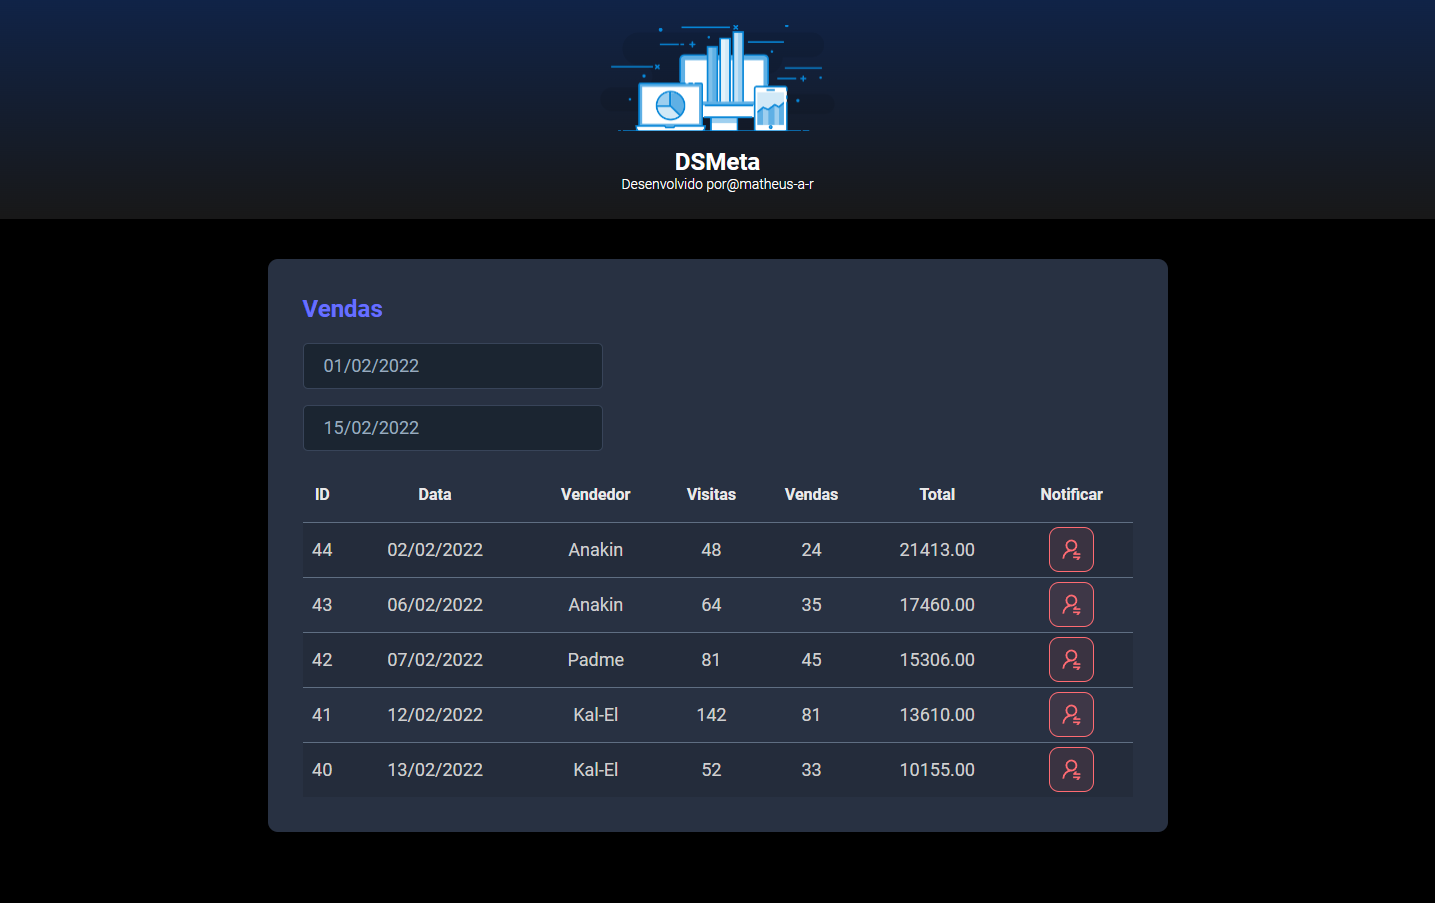 DSMeta
Desenvolvido por@matheus-a-r
Vendas
01/02/2022
15/02/2022
ID Data Vendedor Visitas Vendas Total Notificar
44 02/02/2022 Anakin 48 24 21413.00
43 06/02/2022 Anakin 64 35 17460.00
42 07/02/2022 Padme 81 45 15306.00
41 12/02/2022 Kal-El 142 81 13610.00
40 13/02/2022 Kal-El 52 33 10155.00